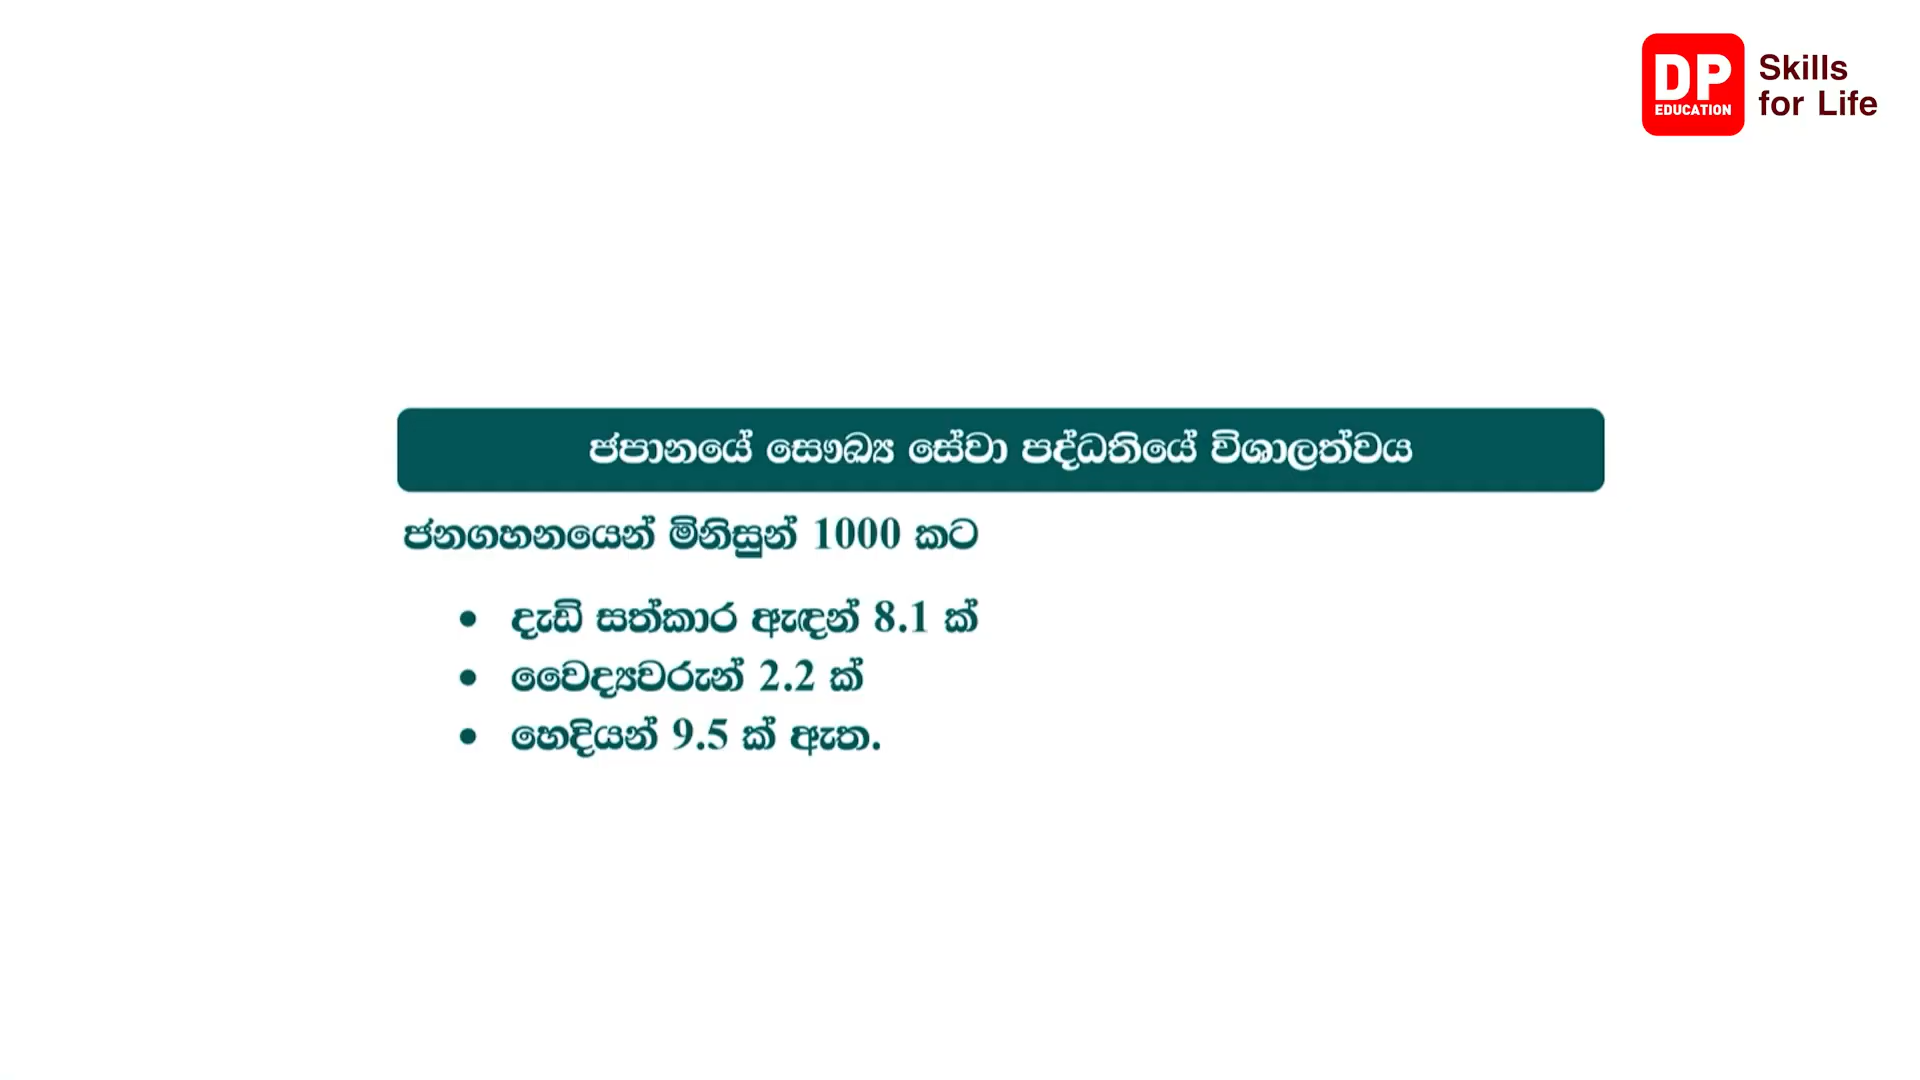 DP
EDUCATION
Skills
for Life
ජපානයේ සෞඛ්‍ය සේවා පද්ධතියේ විශාලත්වය
ජනගහනයෙන් මිනිසුන් 1000 කට
• දැඩි සත්කාර ඇඳන් 8.1 ක්
• වෛද්‍යවරුන් 2.2 ක්
• හෙදියන් 9.5 ක් ඇත.